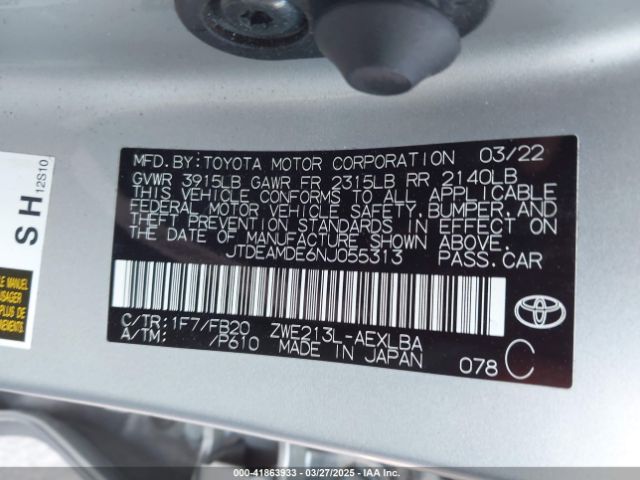 MFD.BY:TOYOTA MOTOR CORPORATION 03/22
GVWR 3915LB GAWR FR 2315LB RR 2140LB
THIS VEHICLE CONFORMS TO ALL APPLICABLE
FEDERAL MOTOR VEHICLE SAFETY, BUMPER,AND
THEFT PREVENTION STANDARDS IN EFFECT ON
THE DATE OF MANUFACTURE SHOWN ABOVE.
JTDEAMDE6NJ055313 PASS.CAR
C/TR:1F7/FB20 ZWE213L-AEXLBA
A/TM: /P610 MADE IN JAPAN 078 C
SH
12S10
LE MANUEL
USAGER
000-41863933 — 03/27/2025 - IAA Inc.